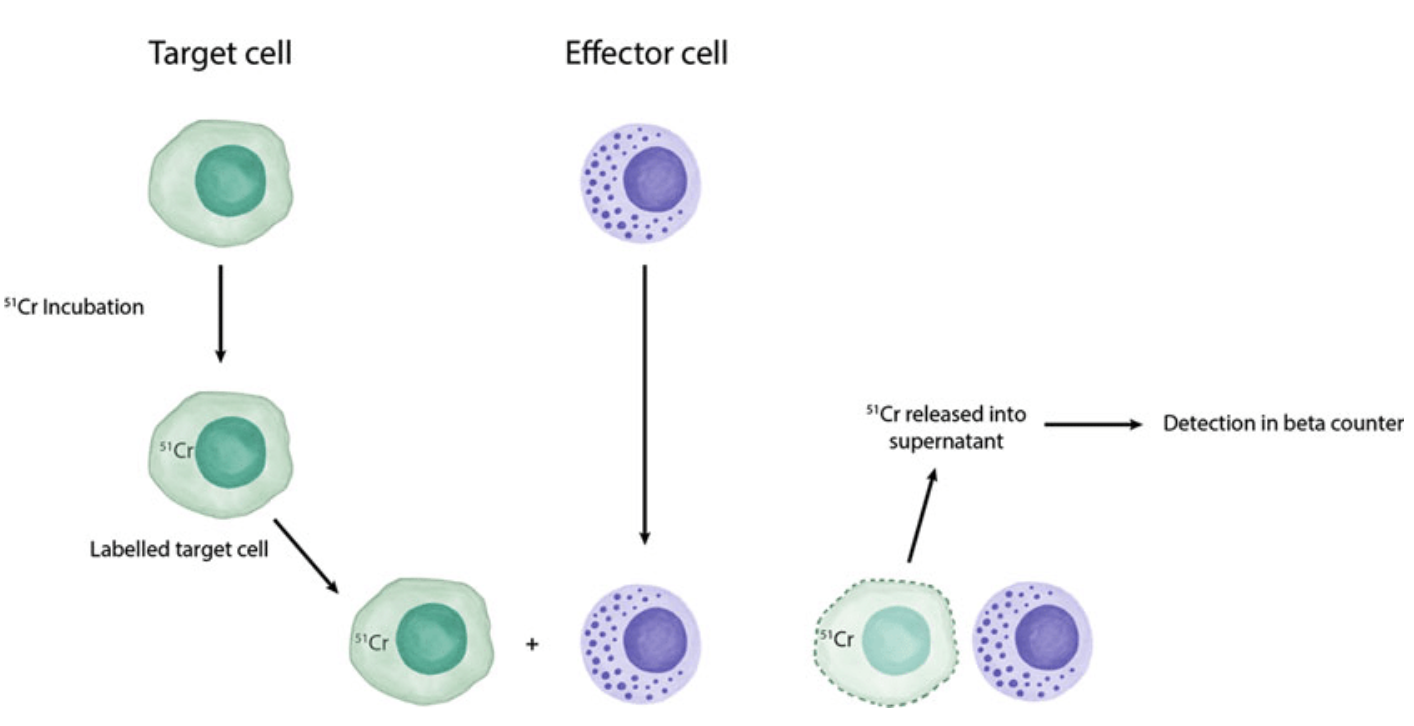 Target cell
Effector cell
⁵¹Cr Incubation
⁵¹Cr
Labelled target cell
⁵¹Cr released into
supernatant
Detection in beta counter
⁵¹Cr
+
⁵¹Cr